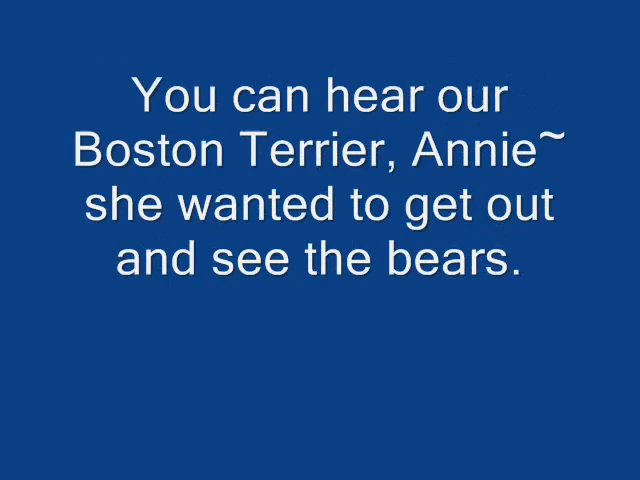 You can hear our
Boston Terrier, Annie~
she wanted to get out
and see the bears.